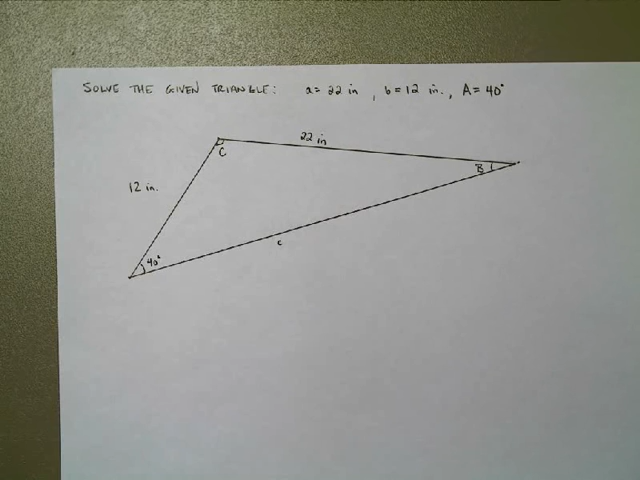 SOLVE THE GIVEN TRIANGLE: a = 22 in , b = 12 in., A = 40°
22 in
C
B
12 in.
c
40°